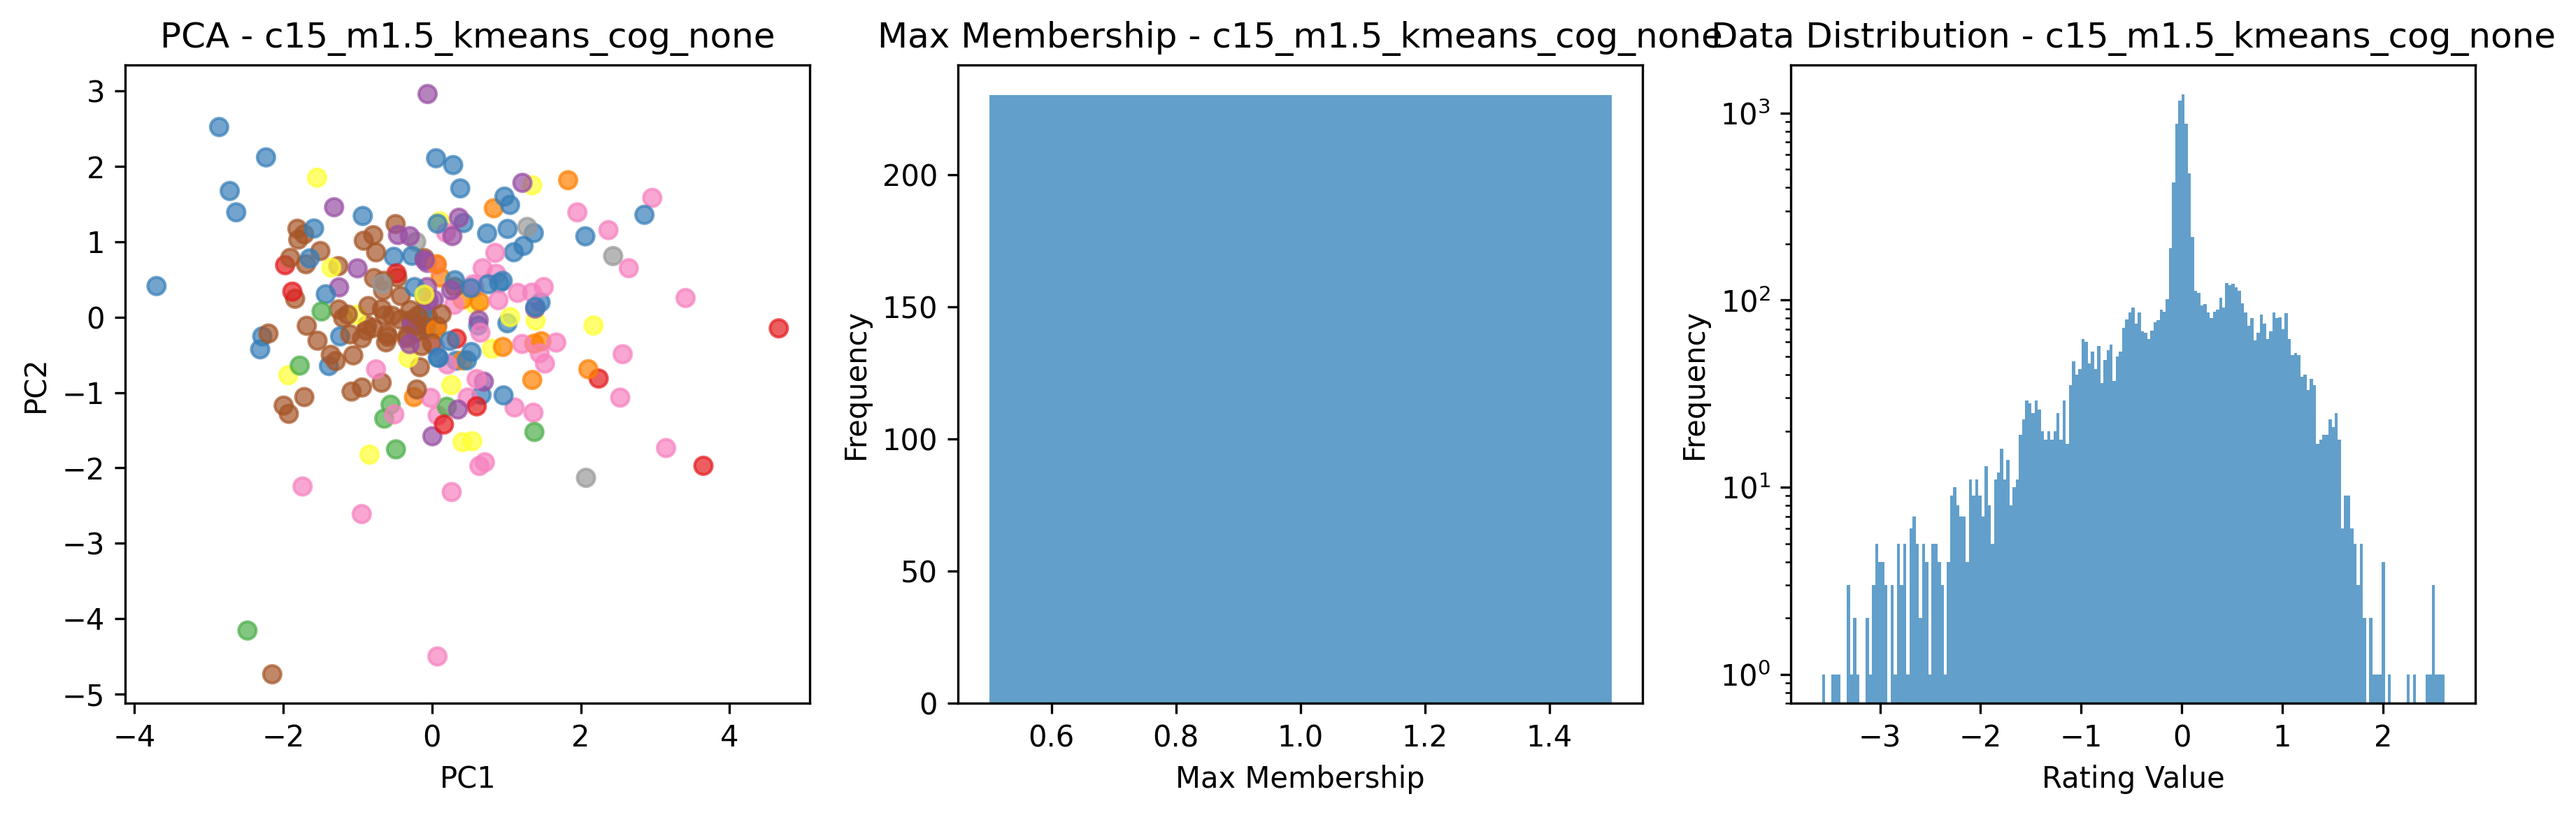 PCA - c15_m1.5_kmeans_cog_none
3
2
1
0
−1
−2
−3
−4
−5
PC2
−4 −2 0 2 4
PC1
Max Membership - c15_m1.5_kmeans_cog_none
200
150
100
50
0
Frequency
0.6 0.8 1.0 1.2 1.4
Max Membership
Data Distribution - c15_m1.5_kmeans_cog_none
10³
10²
10¹
10⁰
Frequency
−3 −2 −1 0 1 2
Rating Value